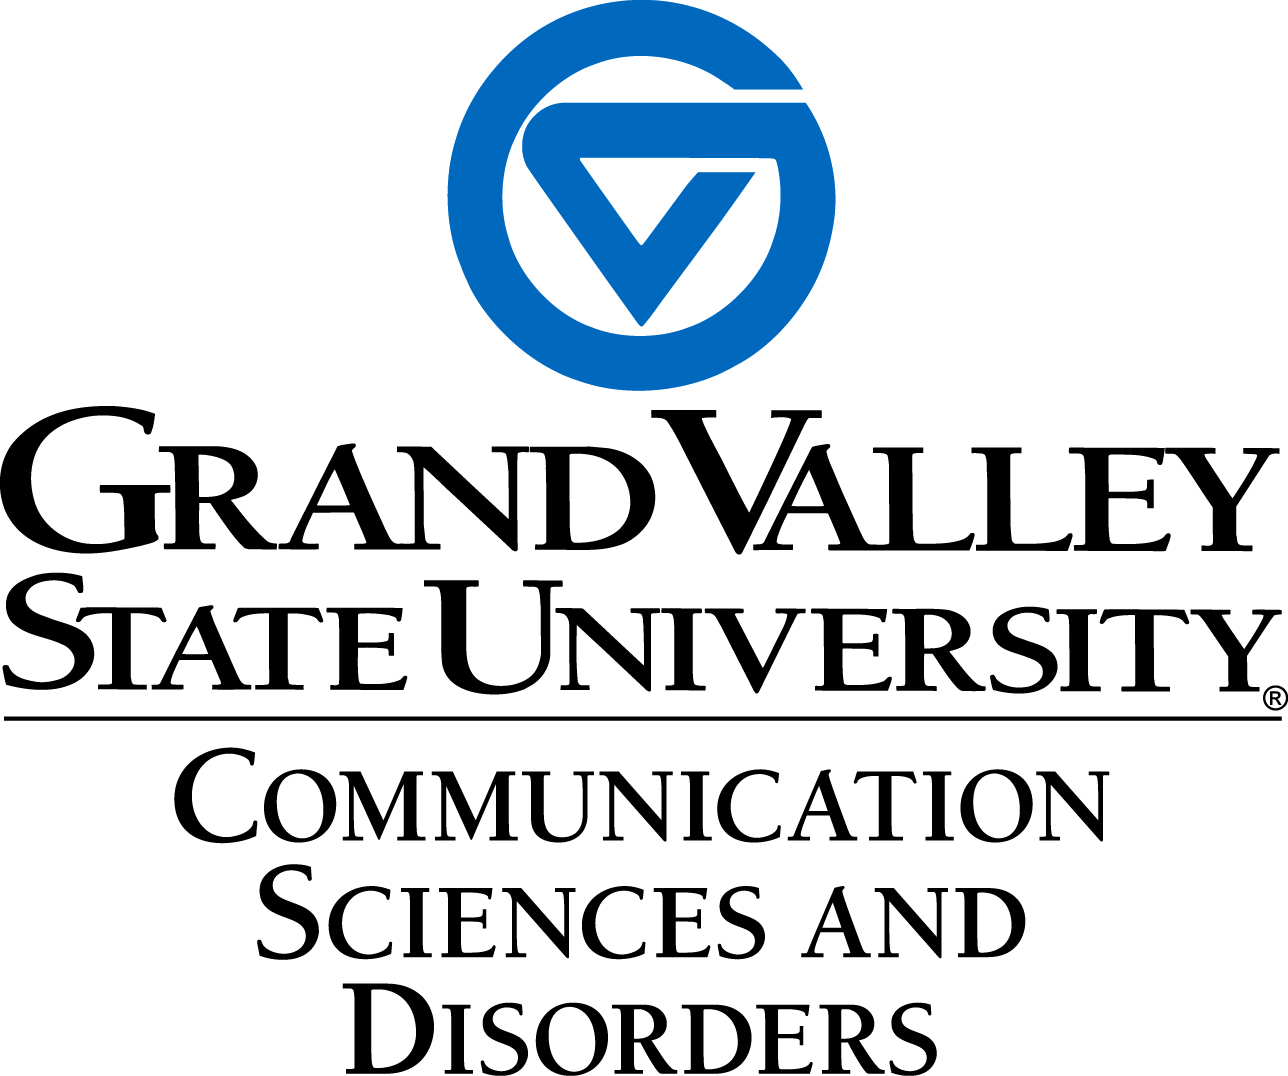 GRAND VALLEY
STATE UNIVERSITY®
COMMUNICATION
SCIENCES AND
DISORDERS